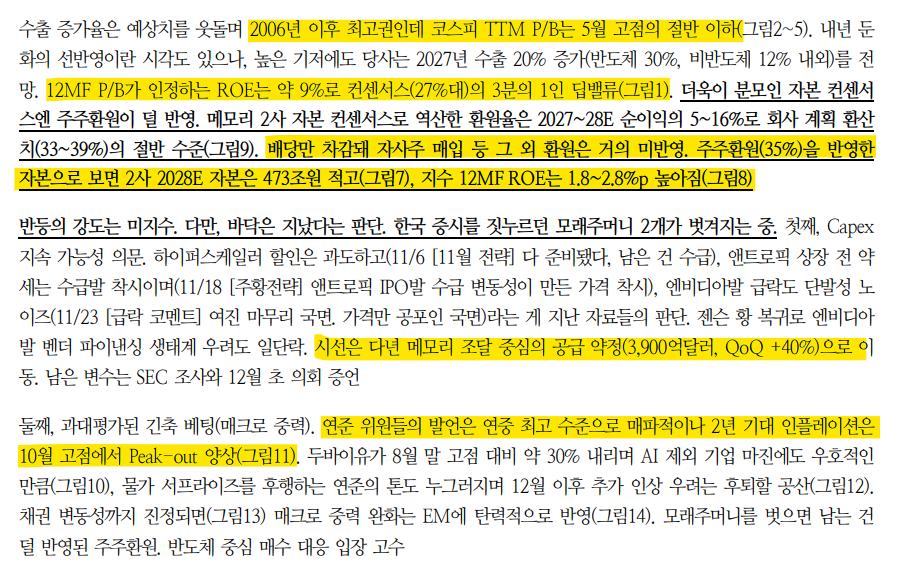 수출 증가율은 예상치를 웃돌며 2006년 이후 최고권인데 코스피 TTM P/B는 5월 고점의 절반 이하(그림2~5). 내년 둔
화의 선반영이란 시각도 있으나, 높은 기저에도 당사는 2027년 수출 20% 증가(반도체 30%, 비반도체 12% 내외)를 전
망. 12MF P/B가 인정하는 ROE는 약 9%로 컨센서스(27%대)의 3분의 1인 딥밸류(그림1). 더욱이 분모인 자본 컨센서
스엔 주주환원이 덜 반영. 메모리 2사 자본 컨센서스로 역산한 환원율은 2027~28E 순이익의 5~16%로 회사 계획 환산
치(33~39%)의 절반 수준(그림9). 배당만 차감돼 자사주 매입 등 그 외 환원은 거의 미반영. 주주환원(35%)을 반영한
자본으로 보면 2사 2028E 자본은 473조원 적고(그림7), 지수 12MF ROE는 1.8~2.8%p 높아짐(그림8)
반등의 강도는 미지수. 다만, 바닥은 지났다는 판단. 한국 증시를 짓누르던 모래주머니 2개가 벗겨지는 중. 첫째, Capex
지속 가능성 의문. 하이퍼스케일러 할인은 과도하고(11/6 [11월 전략] 다 준비됐다, 남은 건 수급), 앤트로픽 상장 전 약
세는 수급발 착시이며(11/18 [주황전략] 앤트로픽 IPO발 수급 변동성이 만든 가격 착시), 엔비디아발 급락도 단발성 노
이즈(11/23 [급락 코멘트] 여진 마무리 국면. 가격만 공포인 국면)라는 게 지난 자료들의 판단. 젠슨 황 복귀로 엔비디아
발 벤더 파이낸싱 생태계 우려도 일단락. 시선은 다년 메모리 조달 중심의 공급 약정(3,900억달러, QoQ +40%)으로 이
동. 남은 변수는 SEC 조사와 12월 초 의회 증언
둘째, 과대평가된 긴축 베팅(매크로 중력). 연준 위원들의 발언은 연중 최고 수준으로 매파적이나 2년 기대 인플레이션은
10월 고점에서 Peak-out 양상(그림11). 두바이유가 8월 말 고점 대비 약 30% 내리며 AI 제외 기업 마진에도 우호적인
만큼(그림10), 물가 서프라이즈를 후행하는 연준의 톤도 누그러지며 12월 이후 추가 인상 우려는 후퇴할 공산(그림12).
채권 변동성까지 진정되면(그림13) 매크로 중력 완화는 EM에 탄력적으로 반영(그림14). 모래주머니를 벗으면 남는 건
덜 반영된 주주환원. 반도체 중심 매수 대응 입장 고수